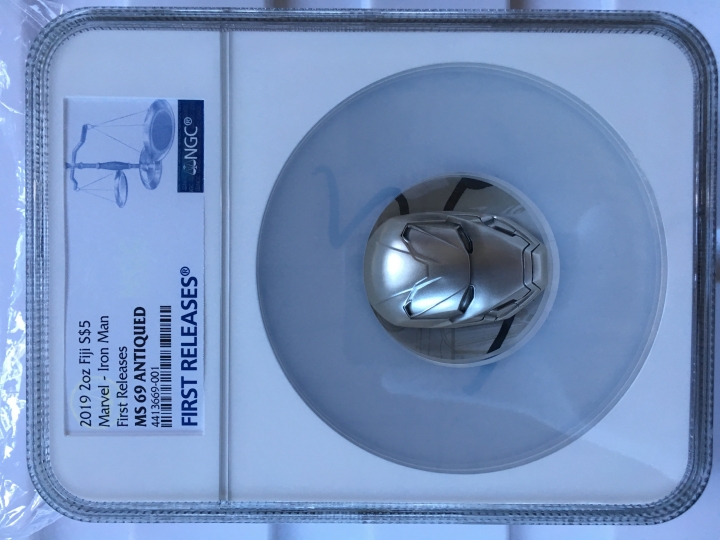 NGC®
2019 2oz Fiji S$5
Marvel - Iron Man
First Releases
MS 69 ANTIQUED
4413669-001
FIRST RELEASES®